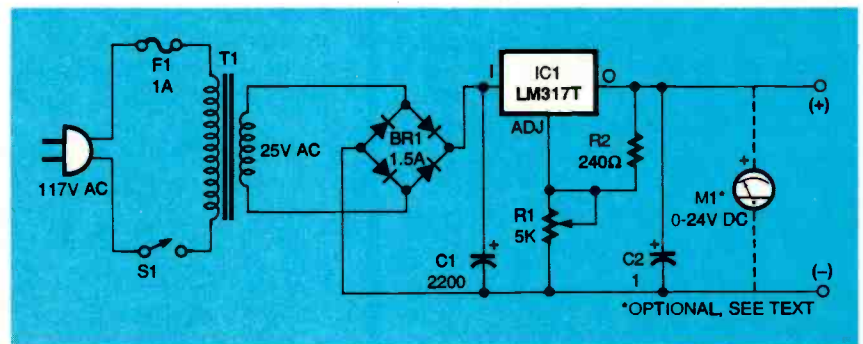 F1
1A
T1
117V AC
S1
25V AC
BR1
1.5A
C1
+
2200
I
IC1
LM317T
O
ADJ
R2
240Ω
R1
5K
C2
+
1
(+)
+
M1*
0-24V DC
(−)
*OPTIONAL, SEE TEXT